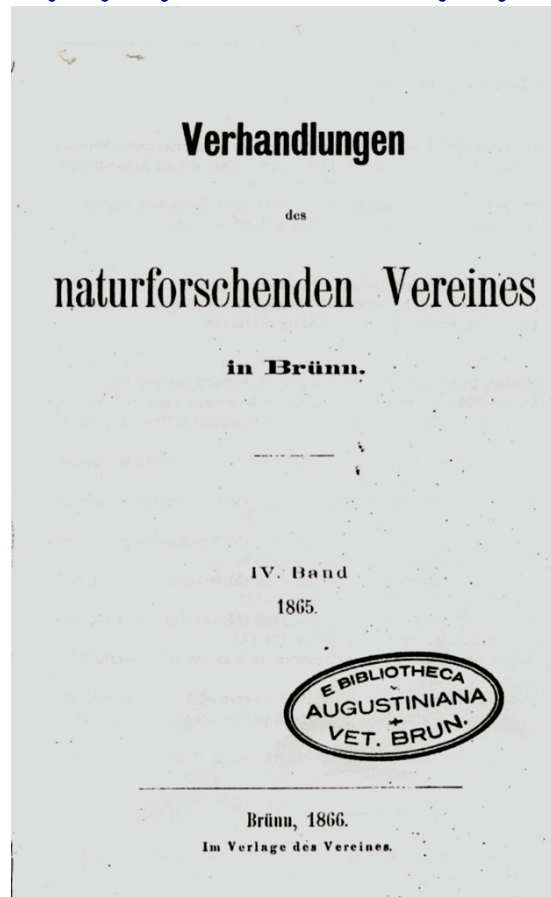 Verhandlungen
des
naturforschenden Vereines
in Brünn.
IV. Band
1865.
E BIBLIOTHECA
AUGUSTINIANA
VET. BRUN.
Brünn, 1866.
Im Verlage des Vereines.